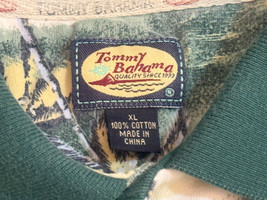 Tommy
Bahama
QUALITY SINCE 1993
XL
100% COTTON
MADE IN
CHINA